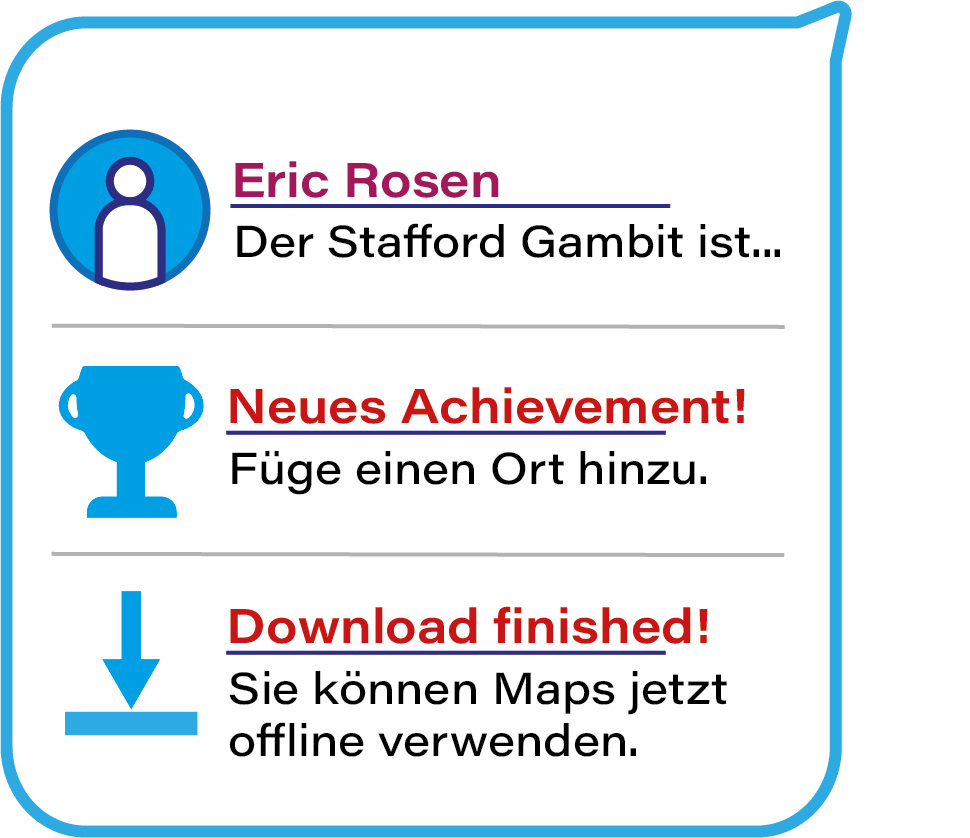 Eric Rosen
Der Stafford Gambit ist...
Neues Achievement!
Füge einen Ort hinzu.
Download finished!
Sie können Maps jetzt
offline verwenden.